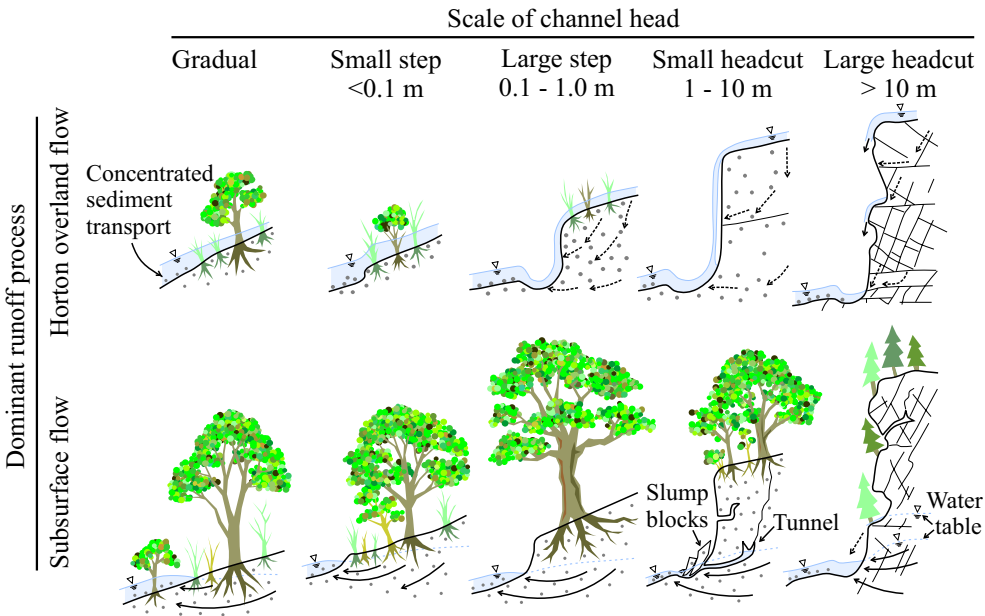 Scale of channel head
Gradual
Small step
<0.1 m
Large step
0.1 - 1.0 m
Small headcut
1 - 10 m
Large headcut
> 10 m
Dominant runoff process
Horton overland flow
Concentrated
sediment
transport
Subsurface flow
Slump
blocks
Tunnel
Water
table